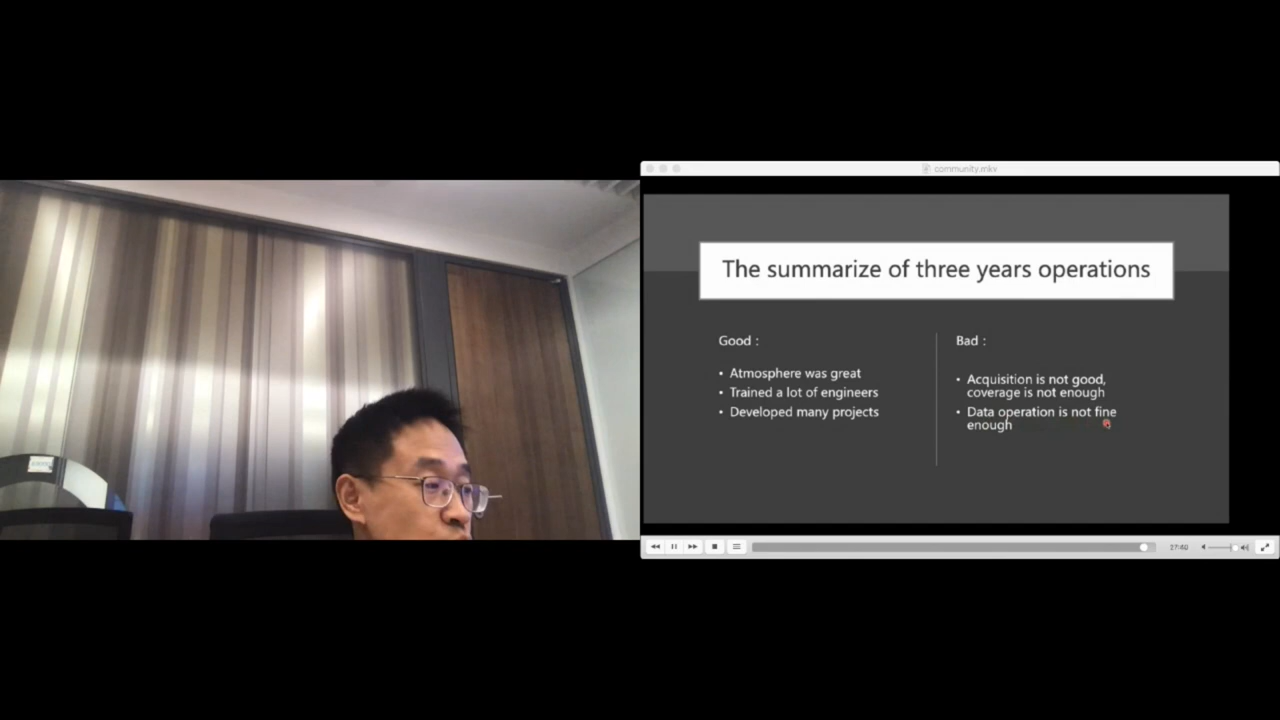 community.mkv
The summarize of three years operations
Good :
• Atmosphere was great
• Trained a lot of engineers
• Developed many projects
Bad :
• Acquisition is not good,
coverage is not enough
• Data operation is not fine
enough
27:40